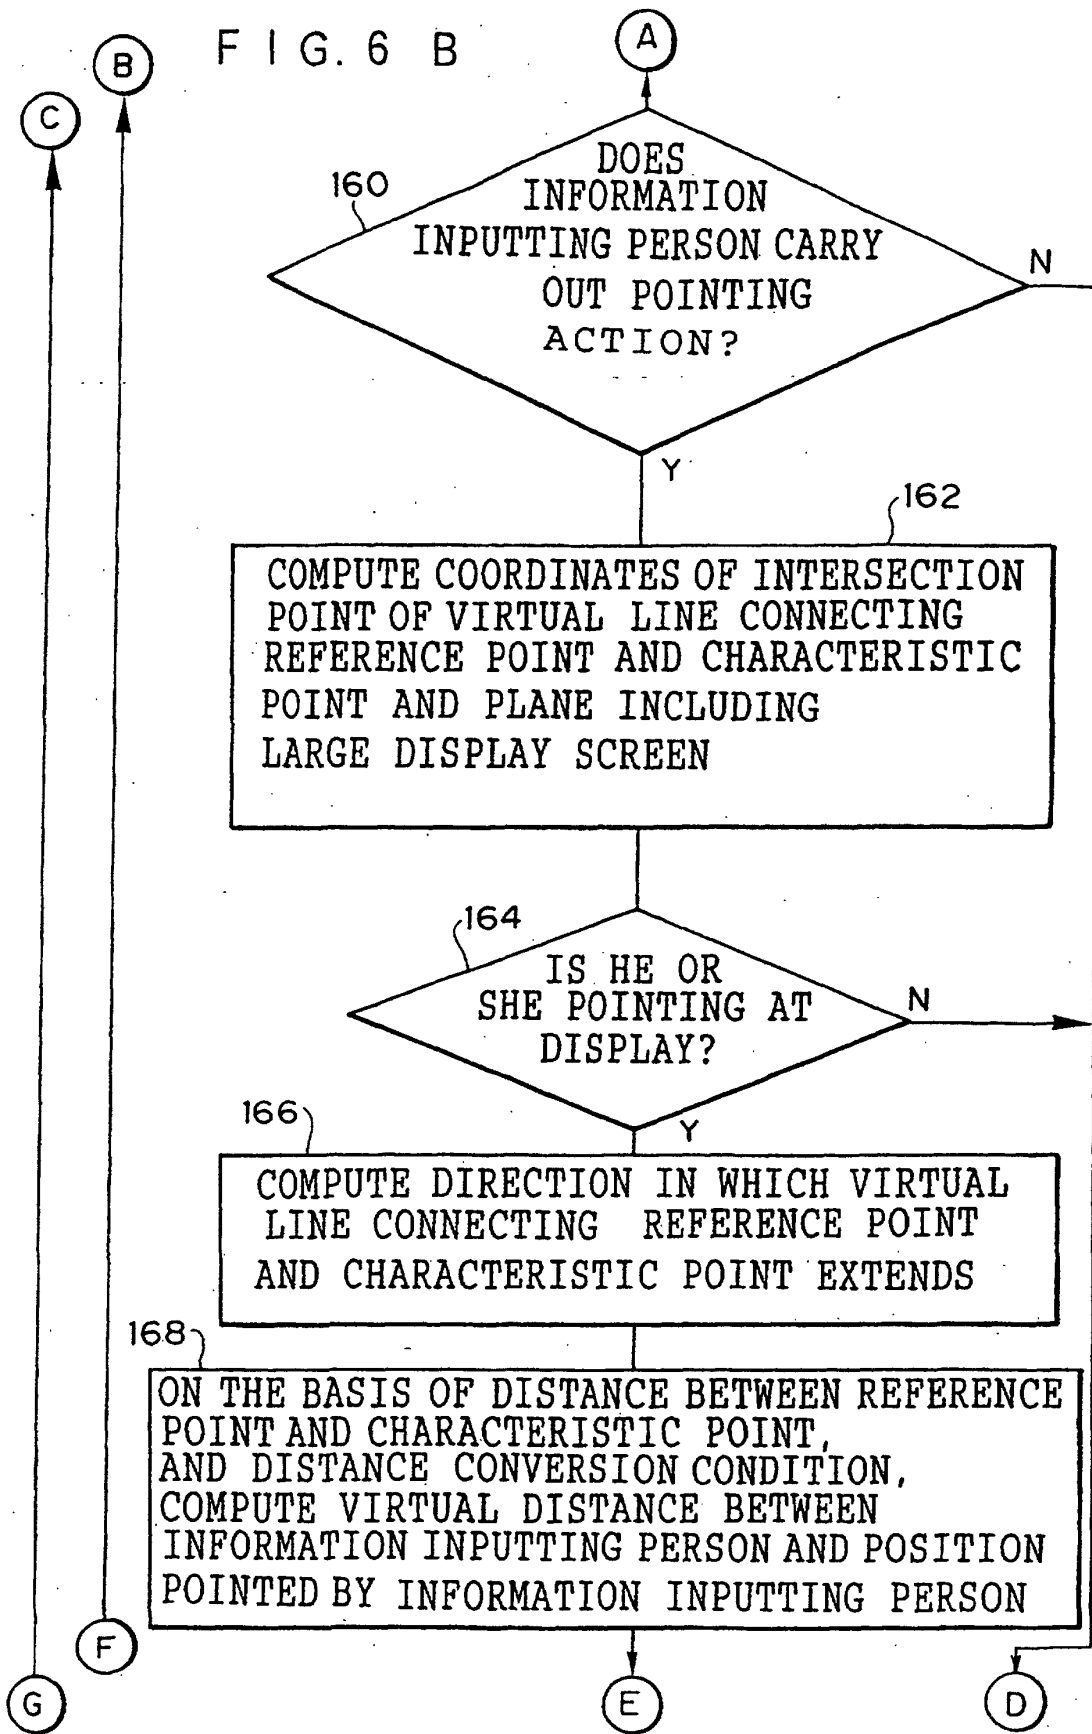 FIG. 6 B
A
B
C
160
DOES
INFORMATION
INPUTTING PERSON CARRY
OUT POINTING
ACTION?
N
Y
162
COMPUTE COORDINATES OF INTERSECTION
POINT OF VIRTUAL LINE CONNECTING
REFERENCE POINT AND CHARACTERISTIC
POINT AND PLANE INCLUDING
LARGE DISPLAY SCREEN
164
IS HE OR
SHE POINTING AT
DISPLAY?
N
Y
166
COMPUTE DIRECTION IN WHICH VIRTUAL
LINE CONNECTING REFERENCE POINT
AND CHARACTERISTIC POINT EXTENDS
168
ON THE BASIS OF DISTANCE BETWEEN REFERENCE
POINT AND CHARACTERISTIC POINT,
AND DISTANCE CONVERSION CONDITION,
COMPUTE VIRTUAL DISTANCE BETWEEN
INFORMATION INPUTTING PERSON AND POSITION
POINTED BY INFORMATION INPUTTING PERSON
F
G
E
D